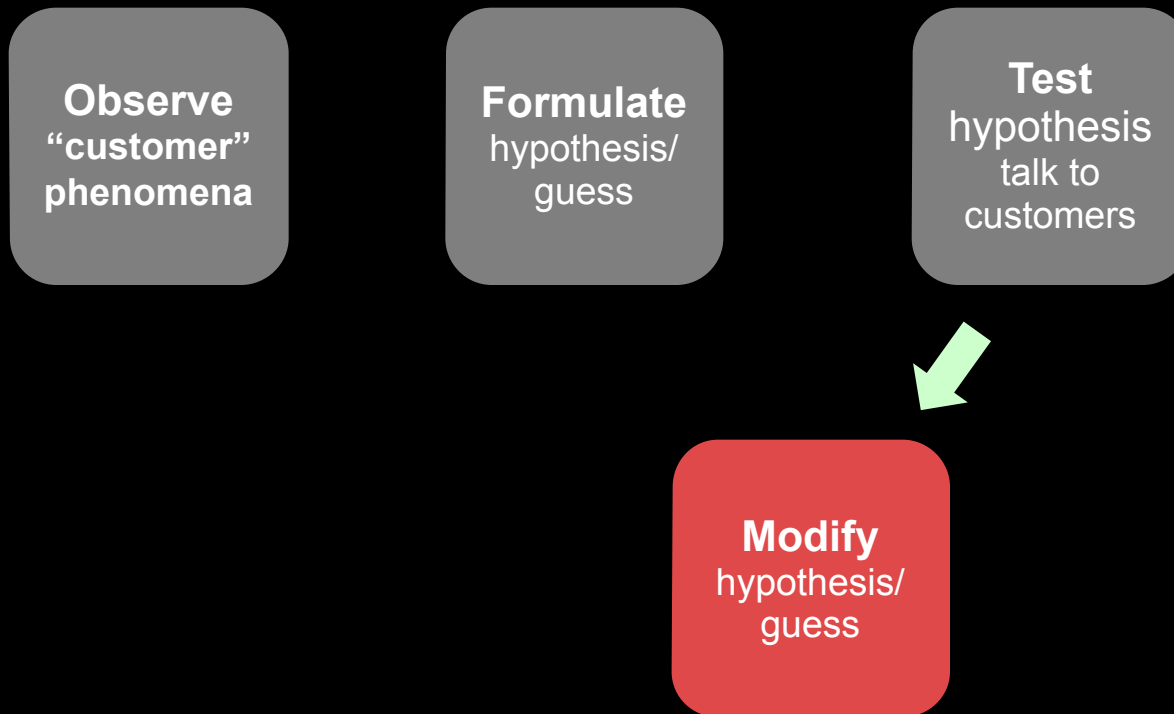 Observe
“customer”
phenomena
Formulate
hypothesis/
guess
Test
hypothesis
talk to
customers
Modify
hypothesis/
guess